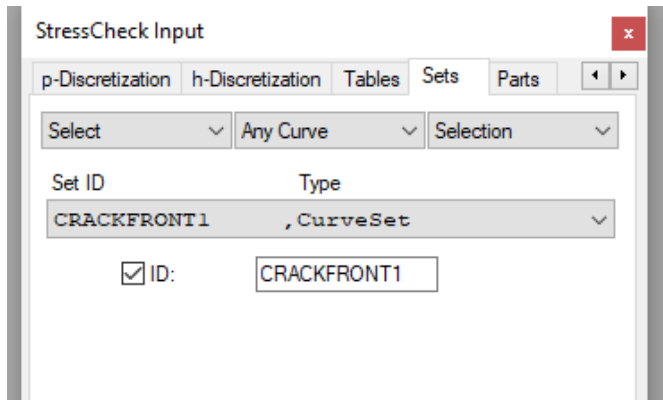 StressCheck Input x
p-Discretization h-Discretization Tables Sets Parts
Select Any Curve Selection
Set ID Type
CRACKFRONT1 ,CurveSet
ID: CRACKFRONT1